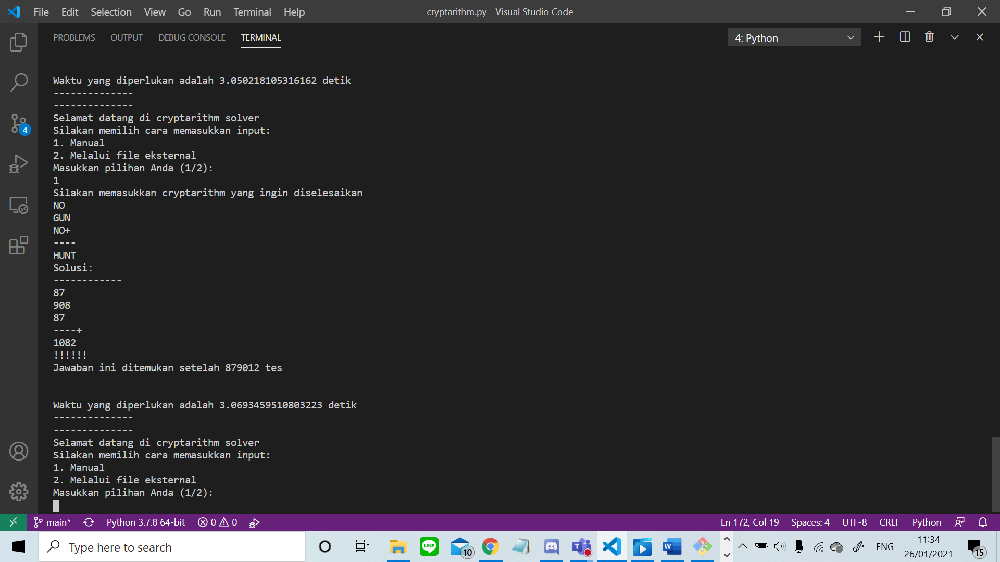 File Edit Selection View Go Run Terminal Help
cryptarithm.py - Visual Studio Code
PROBLEMS OUTPUT DEBUG CONSOLE TERMINAL
4: Python
Waktu yang diperlukan adalah 3.050218105316162 detik
--------------
--------------
Selamat datang di cryptarithm solver
Silakan memilih cara memasukkan input:
1. Manual
2. Melalui file eksternal
Masukkan pilihan Anda (1/2):
1
Silakan memasukkan cryptarithm yang ingin diselesaikan
NO
GUN
NO+
----
HUNT
Solusi:
------------
87
908
87
----+
1082
!!!!!!
Jawaban ini ditemukan setelah 879012 tes
Waktu yang diperlukan adalah 3.0693459510803223 detik
--------------
--------------
Selamat datang di cryptarithm solver
Silakan memilih cara memasukkan input:
1. Manual
2. Melalui file eksternal
Masukkan pilihan Anda (1/2):
4
main* Python 3.7.8 64-bit 0 0
Ln 172, Col 19 Spaces: 4 UTF-8 CRLF Python
Type here to search
LINE
10
W
ENG
11:34
26/01/2021
15